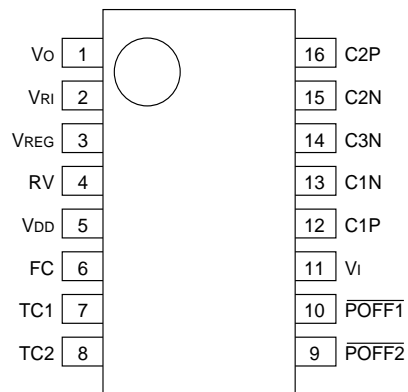 VO 1 16 C2P
VRI 2 15 C2N
VREG 3 14 C3N
RV 4 13 C1N
VDD 5 12 C1P
FC 6 11 VI
TC1 7 10 POFF1
TC2 8 9 POFF2